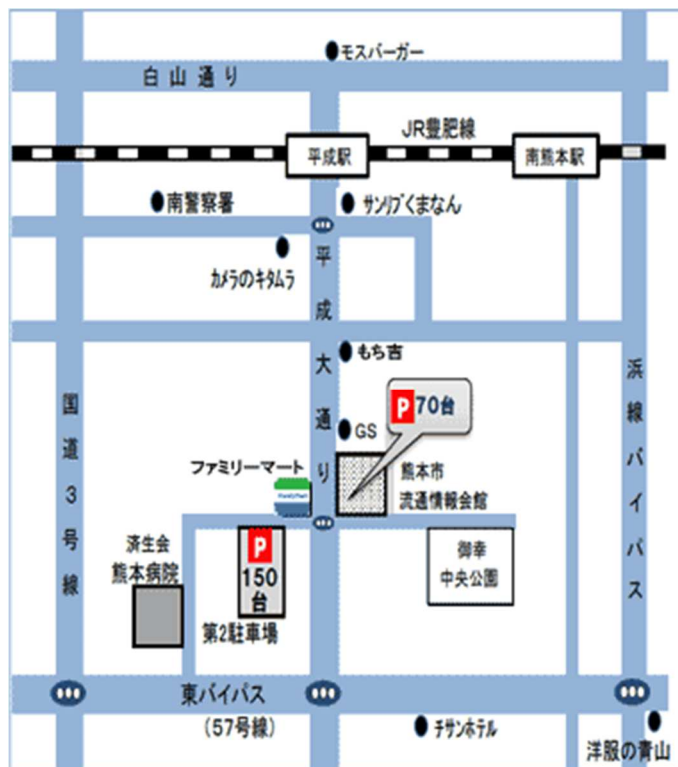 モスバーガー
白山通り
JR豊肥線
平成駅
南熊本駅
南警察署
サンリブくまなん
カメラのキタムラ
平成大通り
もち吉
P70台
GS
国道3号線
浜線バイパス
ファミリーマート
FamilyMart
熊本市
流通情報会館
済生会
熊本病院
P
150
台
第2駐車場
御幸
中央公園
東バイパス
(57号線)
チサンホテル
洋服の青山